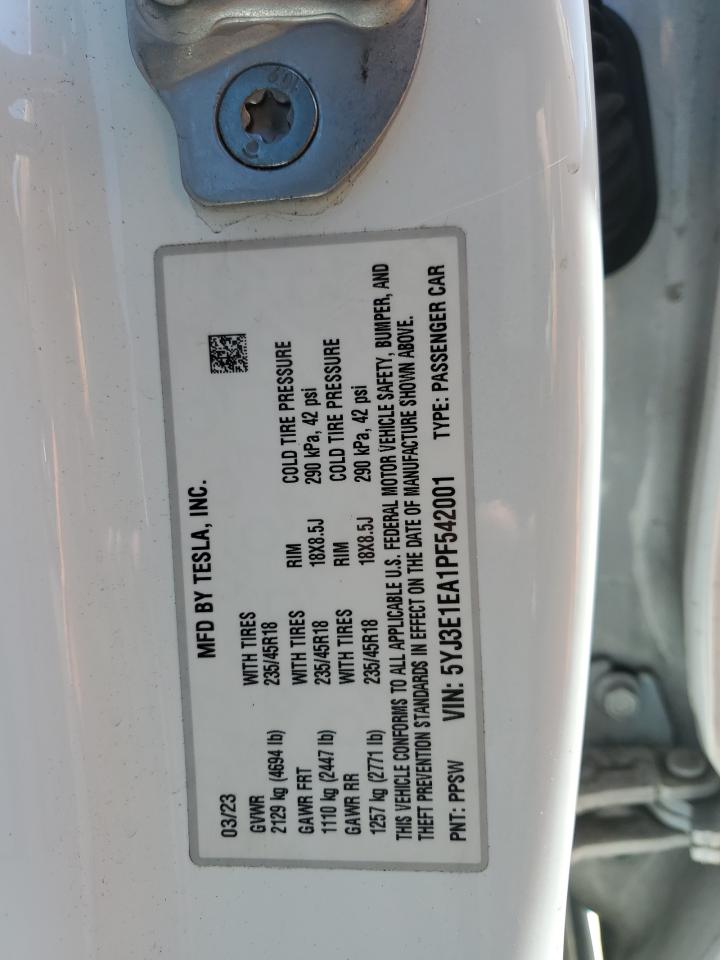 MFD BY TESLA, INC.
03/23
GVWR WITH TIRES RIM COLD TIRE PRESSURE
2129 kg (4694 lb) 235/45R18 18X8.5J 290 kPa, 42 psi
GAWR FRT WITH TIRES RIM COLD TIRE PRESSURE
1110 kg (2447 lb) 235/45R18 18X8.5J 290 kPa, 42 psi
GAWR RR
1257 kg (2771 lb) 235/45R18
THIS VEHICLE CONFORMS TO ALL APPLICABLE U.S. FEDERAL MOTOR VEHICLE SAFETY, BUMPER, AND
THEFT PREVENTION STANDARDS IN EFFECT ON THE DATE OF MANUFACTURE SHOWN ABOVE.
PNT: PPSW VIN: 5YJ3E1EA1PF542001 TYPE: PASSENGER CAR